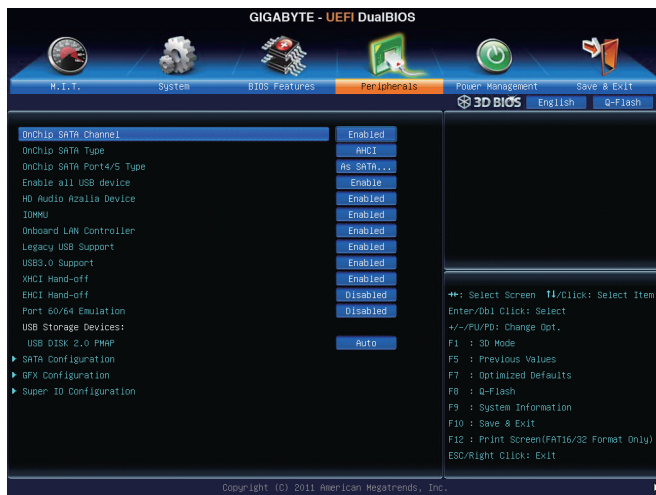 GIGABYTE - UEFI DualBIOS
M.I.T. System BIOS Features Peripherals Power Management Save & Exit
3D BIOS English Q-Flash
OnChip SATA Channel Enabled
OnChip SATA Type AHCI
OnChip SATA Port4/5 Type As SATA...
Enable all USB device Enable
HD Audio Azalia Device Enabled
IOMMU Enabled
Onboard LAN Controller Enabled
Legacy USB Support Enabled
USB3.0 Support Enabled
XHCI Hand-off Enabled
EHCI Hand-off Disabled
Port 60/64 Emulation Disabled
USB Storage Devices:
USB DISK 2.0 PMAP Auto
SATA Configuration
GFX Configuration
Super IO Configuration
→←: Select Screen ↑↓/Click: Select Item
Enter/Dbl Click: Select
+/-/PU/PD: Change Opt.
F1 : 3D Mode
F5 : Previous Values
F7 : Optimized Defaults
F8 : Q-Flash
F9 : System Information
F10 : Save & Exit
F12 : Print Screen(FAT16/32 Format Only)
ESC/Right Click: Exit
Copyright (C) 2011 American Megatrends, Inc.